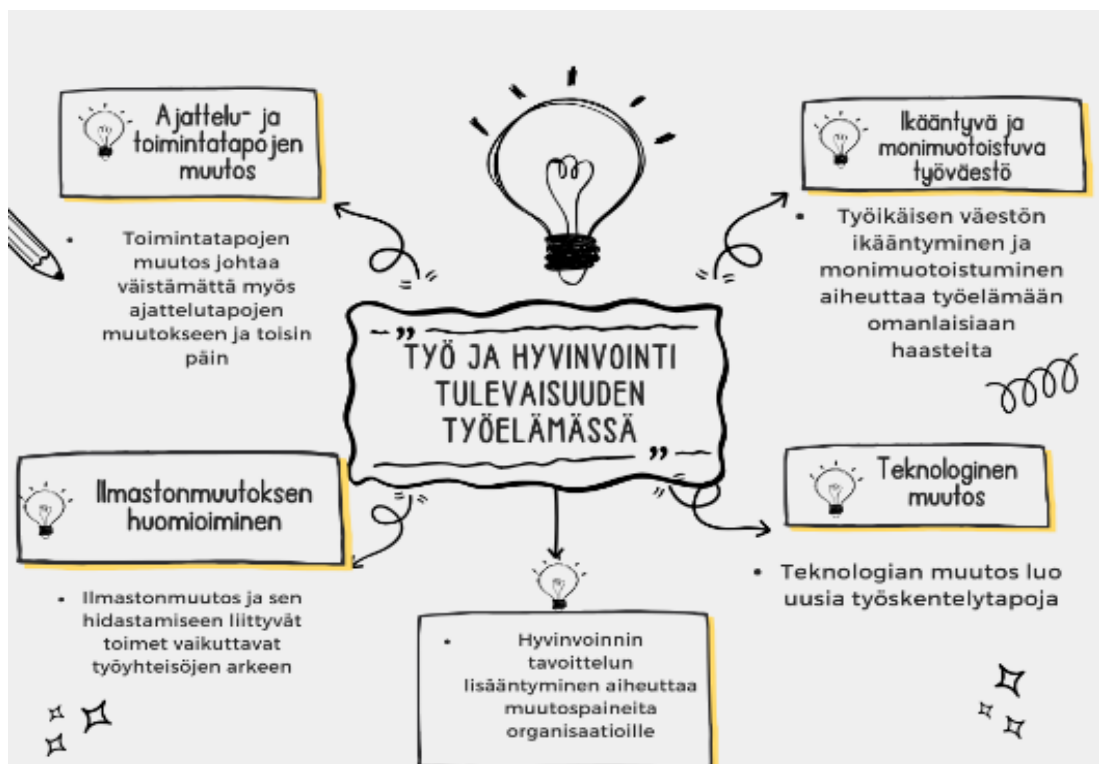 Ajattelu- ja
toimintatapojen
muutos
• Toimintatapojen
muutos johtaa
väistämättä myös
ajattelutapojen
muutokseen ja toisin
päin
Ikääntyvä ja
monimuotoistuva
työväestö
• Työikäisen väestön
ikääntyminen ja
monimuotoistuminen
aiheuttaa työelämään
omanlaisiaan
haasteita
TYÖ JA HYVINVOINTI
TULEVAISUUDEN
TYÖELÄMÄSSÄ
Ilmastonmuutoksen
huomioiminen
• Ilmastonmuutos ja sen
hidastamiseen liittyvät
toimet vaikuttavat
työyhteisöjen arkeen
• Hyvinvoinnin
tavoittelun
lisääntyminen aiheuttaa
muutospaineita
organisaatioille
Teknologinen
muutos
• Teknologian muutos luo
uusia työskentelytapoja